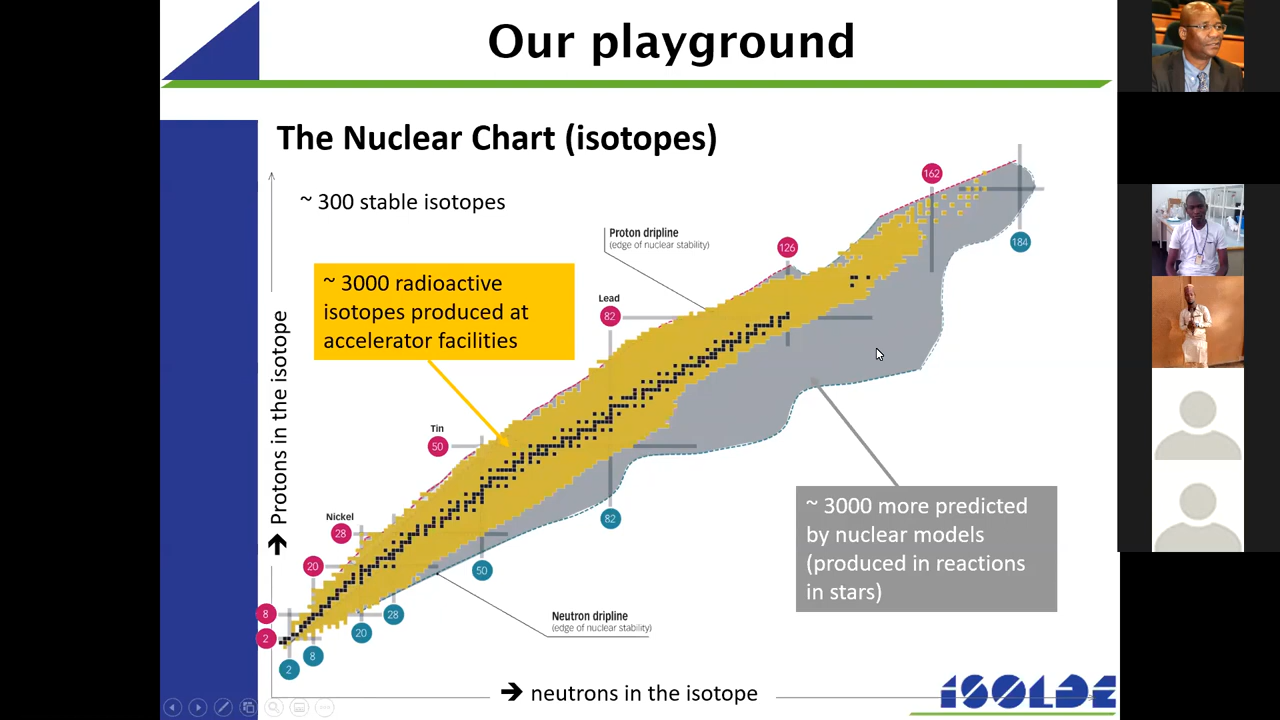 Our playground
The Nuclear Chart (isotopes)
~ 300 stable isotopes
162
Proton dripline
(edge of nuclear stability)
184
126
~ 3000 radioactive
isotopes produced at
accelerator facilities
Lead
82
Protons in the isotope
Tin
50
~ 3000 more predicted
by nuclear models
(produced in reactions
in stars)
Nickel
28
82
20
50
Neutron dripline
(edge of nuclear stability)
8
28
2
20
8
2
neutrons in the isotope
ISOLDE